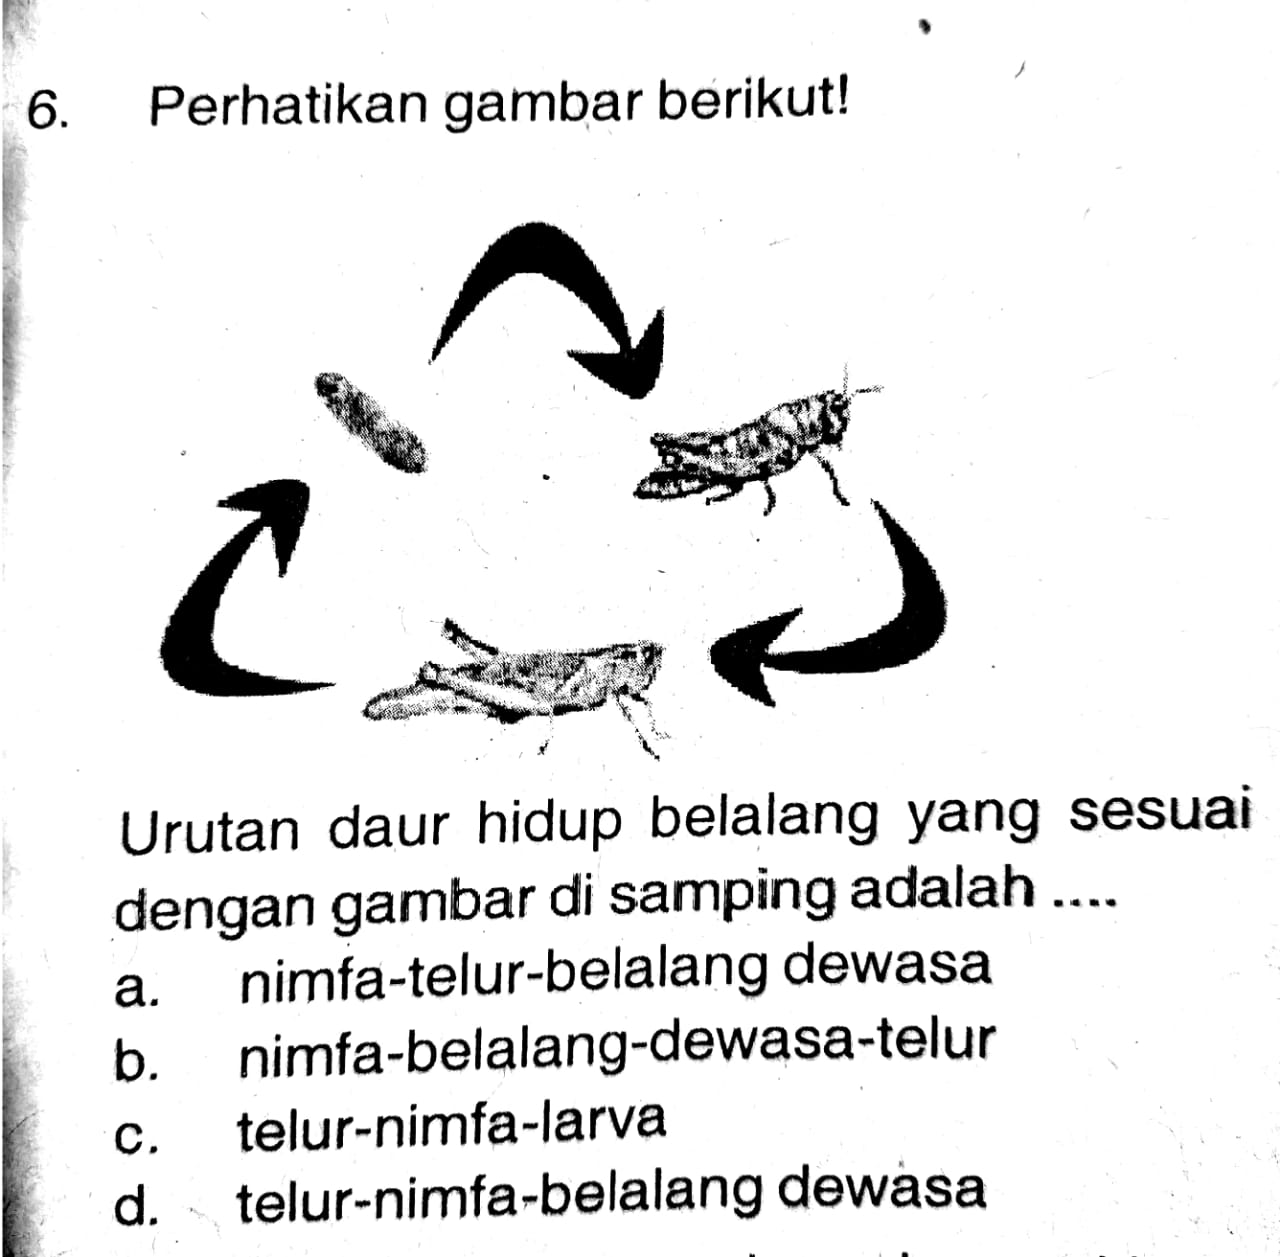 6. Perhatikan gambar berikut!
Urutan daur hidup belalang yang sesuai
dengan gambar di samping adalah ....
a. nimfa-telur-belalang dewasa
b. nimfa-belalang-dewasa-telur
c. telur-nimfa-larva
d. telur-nimfa-belalang dewasa